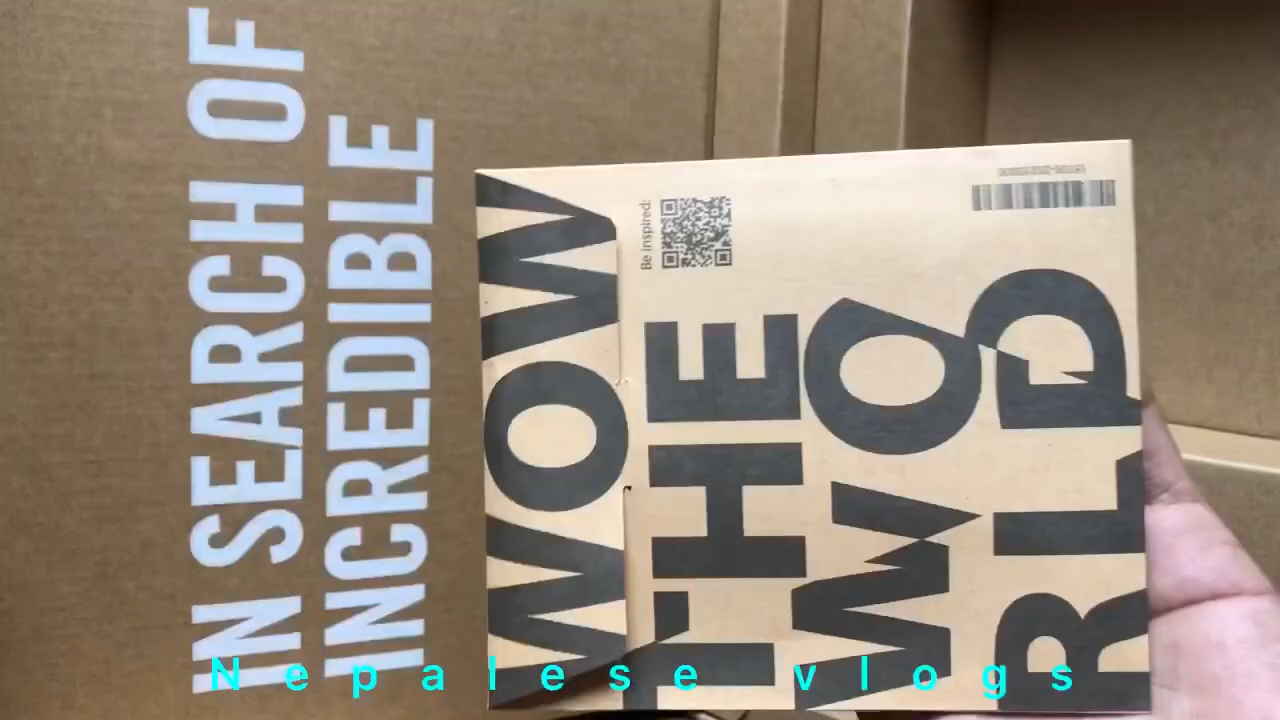 IN SEARCH OF
INCREDIBLE
WOW
THE
WO
RLD
Be inspired:
Nepalese vlogs